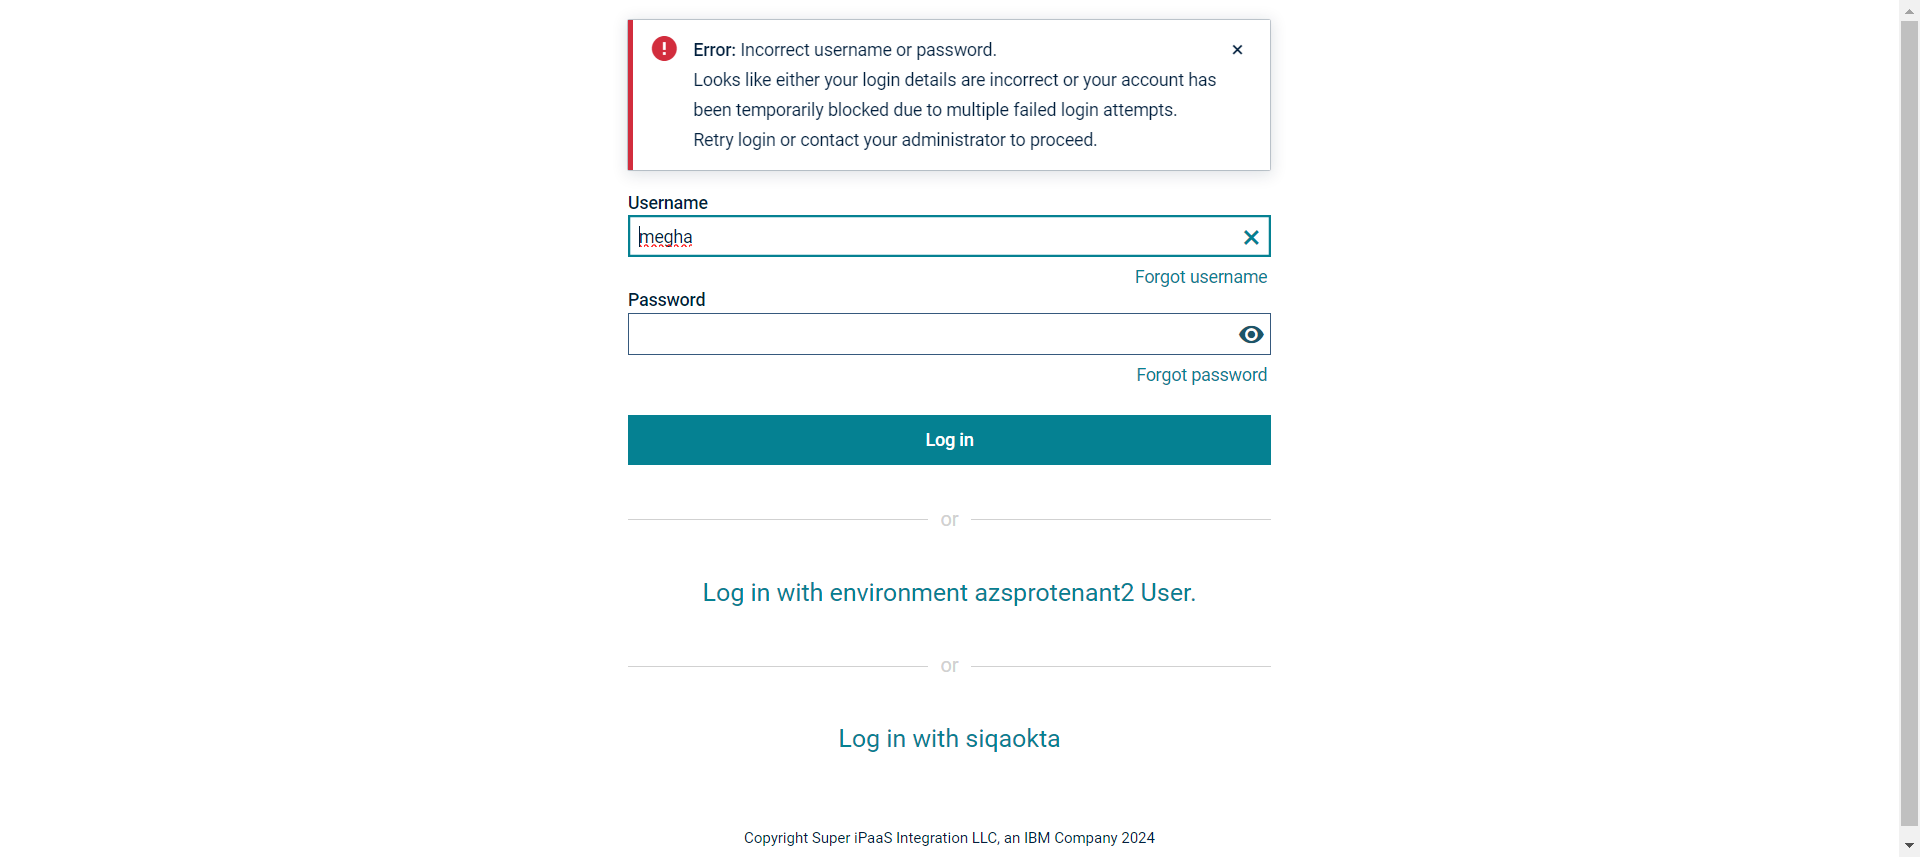 Error: Incorrect username or password.
Looks like either your login details are incorrect or your account has
been temporarily blocked due to multiple failed login attempts.
Retry login or contact your administrator to proceed.
Username
megha
Forgot username
Password
Forgot password
Log in
or
Log in with environment azsprotenant2 User.
or
Log in with siqaokta
Copyright Super iPaaS Integration LLC, an IBM Company 2024